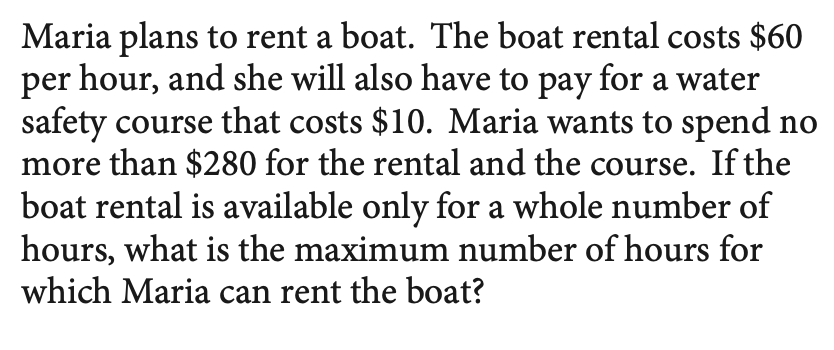 Maria plans to rent a boat. The boat rental costs $60
per hour, and she will also have to pay for a water
safety course that costs $10. Maria wants to spend no
more than $280 for the rental and the course. If the
boat rental is available only for a whole number of
hours, what is the maximum number of hours for
which Maria can rent the boat?